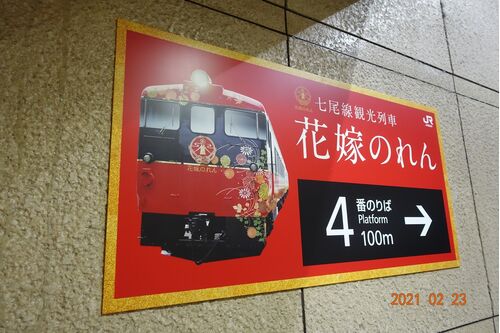 七尾線観光列車
JR
花嫁のれん
花嫁のれん
4
番のりば
Platform
100m
→
2021 02 23